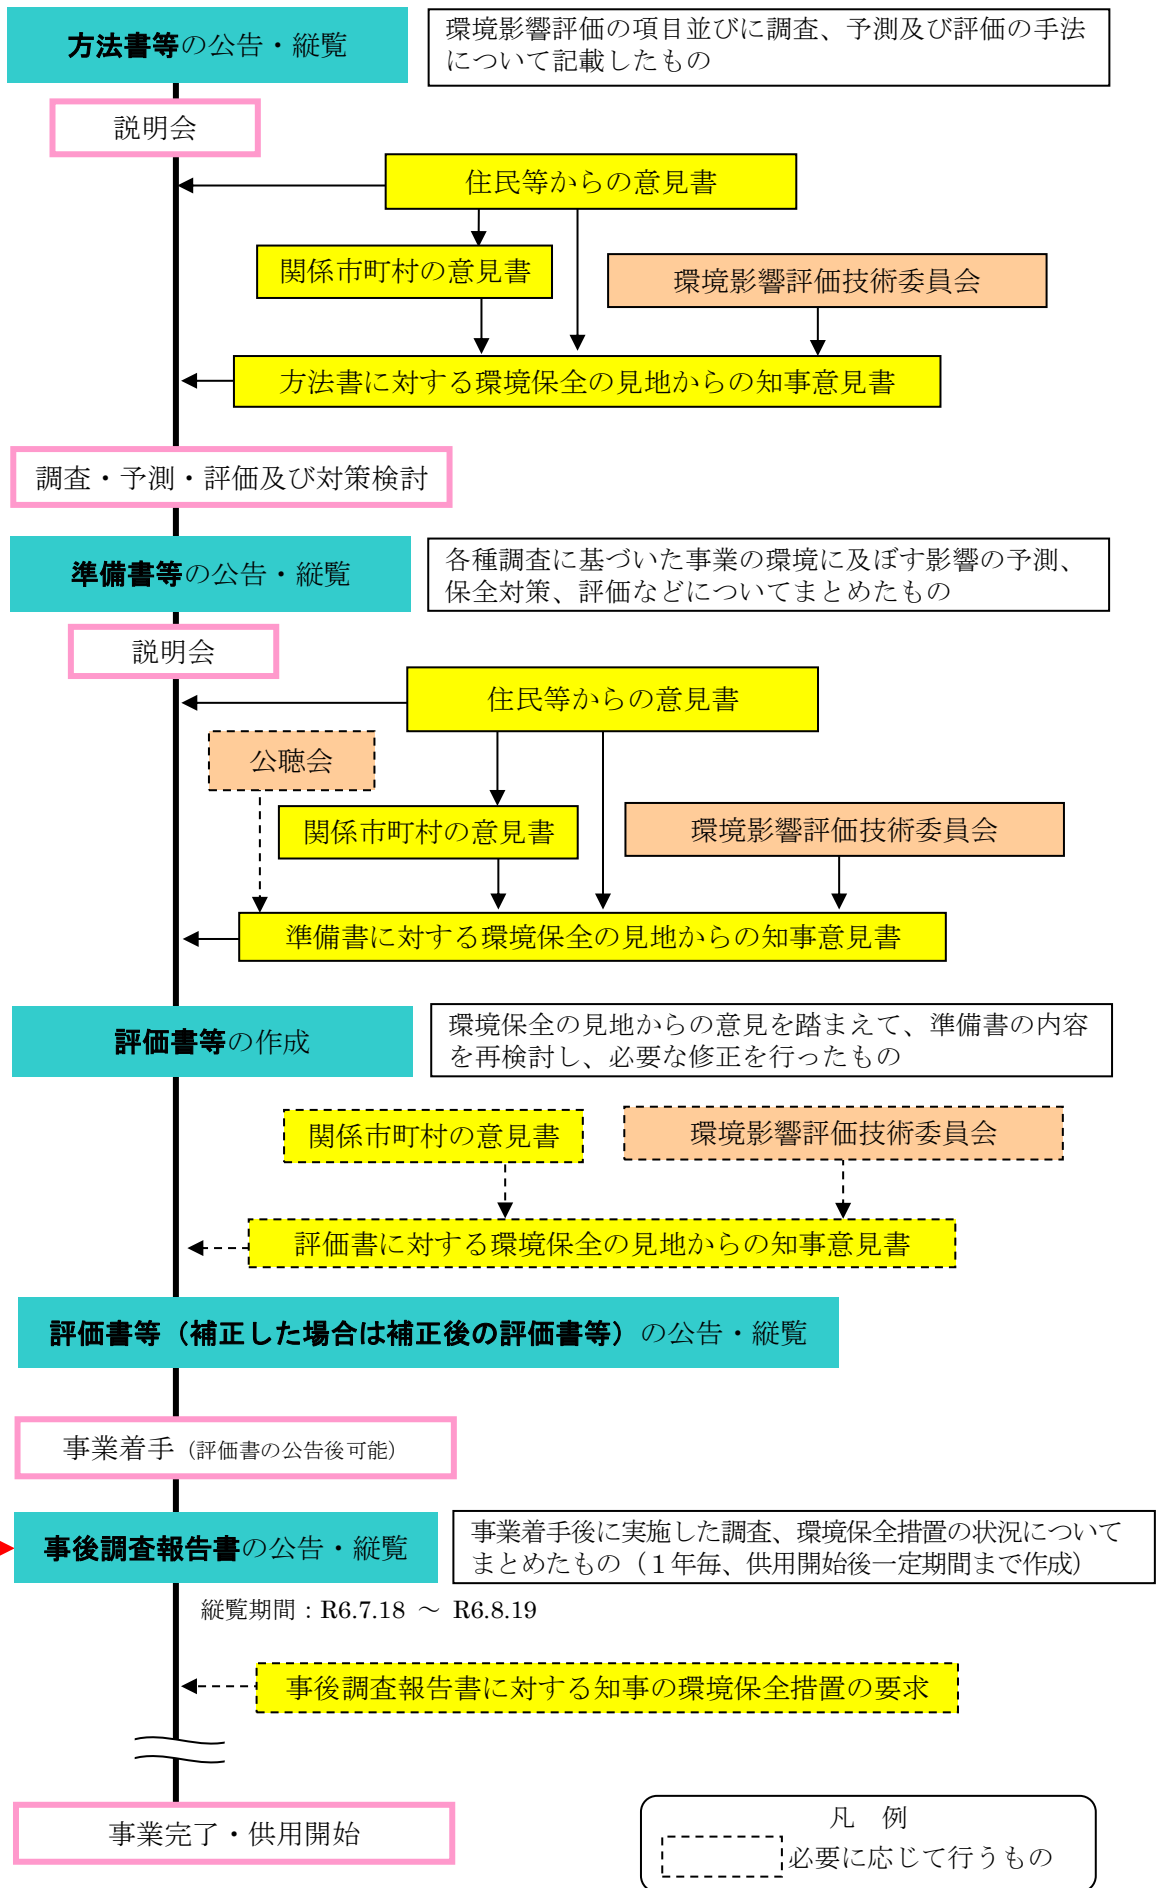 方法書等の公告・縦覧
環境影響評価の項目並びに調査、予測及び評価の手法
について記載したもの
説明会
住民等からの意見書
関係市町村の意見書
環境影響評価技術委員会
方法書に対する環境保全の見地からの知事意見書
調査・予測・評価及び対策検討
準備書等の公告・縦覧
各種調査に基づいた事業の環境に及ぼす影響の予測、
保全対策、評価などについてまとめたもの
説明会
住民等からの意見書
公聴会
関係市町村の意見書
環境影響評価技術委員会
準備書に対する環境保全の見地からの知事意見書
評価書等の作成
環境保全の見地からの意見を踏まえて、準備書の内容
を再検討し、必要な修正を行ったもの
関係市町村の意見書
環境影響評価技術委員会
評価書に対する環境保全の見地からの知事意見書
評価書等（補正した場合は補正後の評価書等）の公告・縦覧
事業着手（評価書の公告後可能）
事後調査報告書の公告・縦覧
事業着手後に実施した調査、環境保全措置の状況について
まとめたもの（１年毎、供用開始後一定期間まで作成）
縦覧期間：R6.7.18 ～ R6.8.19
事後調査報告書に対する知事の環境保全措置の要求
事業完了・供用開始
凡 例
必要に応じて行うもの